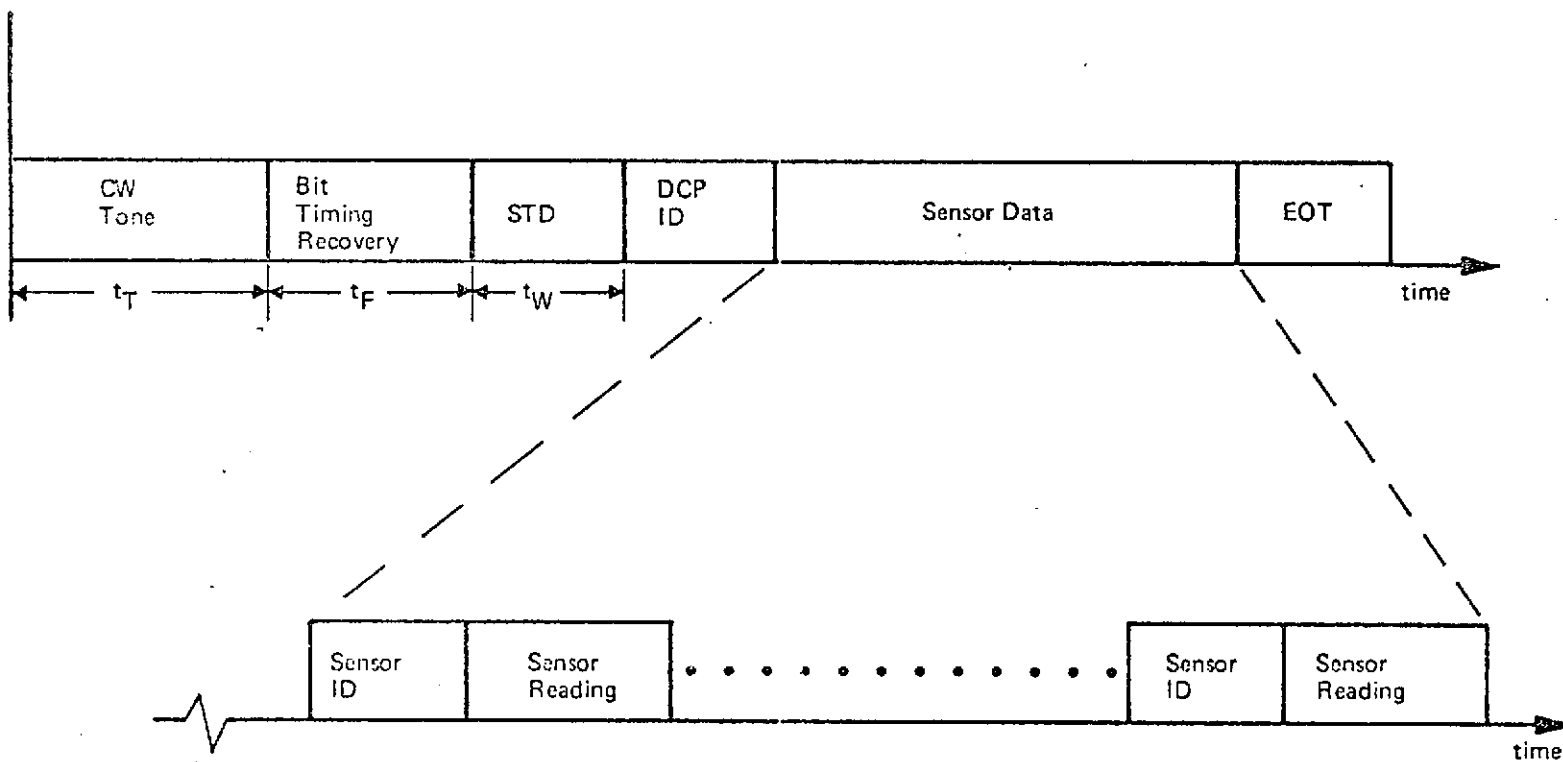 CW
Tone
Bit
Timing
Recovery
STD
DCP
ID
Sensor Data
EOT
t_T
t_F
t_W
time
Sensor
ID
Sensor
Reading
Sensor
ID
Sensor
Reading
time